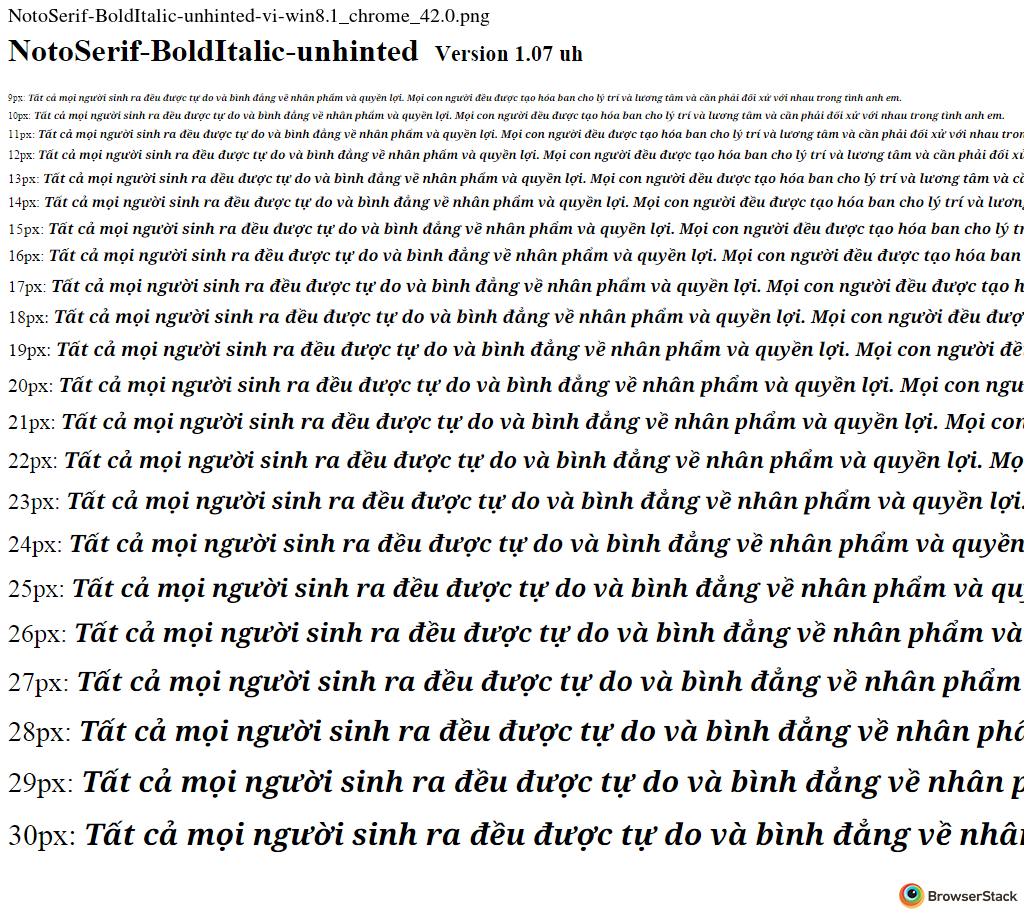 NotoSerif-BoldItalic-unhinted-vi-win8.1_chrome_42.0.png
NotoSerif-BoldItalic-unhinted Version 1.07 uh
9px: Tất cả mọi người sinh ra đều được tự do và bình đẳng về nhân phẩm và quyền lợi. Mọi con người đều được tạo hóa ban cho lý trí và lương tâm và cần phải đối xử với nhau trong tình anh em.
10px: Tất cả mọi người sinh ra đều được tự do và bình đẳng về nhân phẩm và quyền lợi. Mọi con người đều được tạo hóa ban cho lý trí và lương tâm và cần phải đối xử với nhau trong tình anh em.
11px: Tất cả mọi người sinh ra đều được tự do và bình đẳng về nhân phẩm và quyền lợi. Mọi con người đều được tạo hóa ban cho lý trí và lương tâm và cần phải đối xử với nhau tron
12px: Tất cả mọi người sinh ra đều được tự do và bình đẳng về nhân phẩm và quyền lợi. Mọi con người đều được tạo hóa ban cho lý trí và lương tâm và cần phải đối xử
13px: Tất cả mọi người sinh ra đều được tự do và bình đẳng về nhân phẩm và quyền lợi. Mọi con người đều được tạo hóa ban cho lý trí và lương tâm và cầ
14px: Tất cả mọi người sinh ra đều được tự do và bình đẳng về nhân phẩm và quyền lợi. Mọi con người đều được tạo hóa ban cho lý trí và lương
15px: Tất cả mọi người sinh ra đều được tự do và bình đẳng về nhân phẩm và quyền lợi. Mọi con người đều được tạo hóa ban cho lý tr
16px: Tất cả mọi người sinh ra đều được tự do và bình đẳng về nhân phẩm và quyền lợi. Mọi con người đều được tạo hóa ban
17px: Tất cả mọi người sinh ra đều được tự do và bình đẳng về nhân phẩm và quyền lợi. Mọi con người đều được tạo h
18px: Tất cả mọi người sinh ra đều được tự do và bình đẳng về nhân phẩm và quyền lợi. Mọi con người đều đượ
19px: Tất cả mọi người sinh ra đều được tự do và bình đẳng về nhân phẩm và quyền lợi. Mọi con người đề
20px: Tất cả mọi người sinh ra đều được tự do và bình đẳng về nhân phẩm và quyền lợi. Mọi con ngư
21px: Tất cả mọi người sinh ra đều được tự do và bình đẳng về nhân phẩm và quyền lợi. Mọi con
22px: Tất cả mọi người sinh ra đều được tự do và bình đẳng về nhân phẩm và quyền lợi. Mọ
23px: Tất cả mọi người sinh ra đều được tự do và bình đẳng về nhân phẩm và quyền lợi.
24px: Tất cả mọi người sinh ra đều được tự do và bình đẳng về nhân phẩm và quyền
25px: Tất cả mọi người sinh ra đều được tự do và bình đẳng về nhân phẩm và quy
26px: Tất cả mọi người sinh ra đều được tự do và bình đẳng về nhân phẩm và
27px: Tất cả mọi người sinh ra đều được tự do và bình đẳng về nhân phẩm
28px: Tất cả mọi người sinh ra đều được tự do và bình đẳng về nhân phẩ
29px: Tất cả mọi người sinh ra đều được tự do và bình đẳng về nhân p
30px: Tất cả mọi người sinh ra đều được tự do và bình đẳng về nhân
BrowserStack